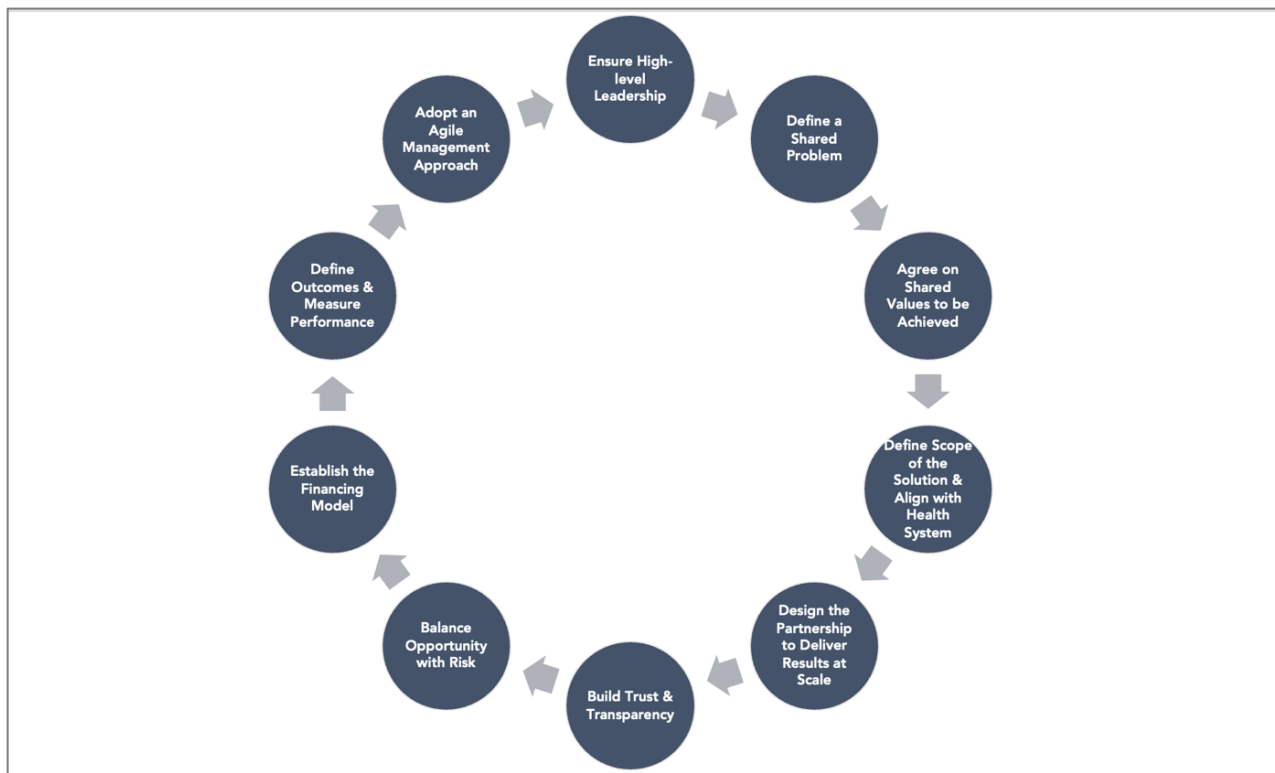 Ensure High-
level
Leadership
Define a
Shared
Problem
Agree on
Shared
Values to be
Achieved
Define Scope
of the
Solution &
Align with
Health
System
Design the
Partnership
to Deliver
Results at
Scale
Build Trust &
Transparency
Balance
Opportunity
with Risk
Establish the
Financing
Model
Define
Outcomes &
Measure
Performance
Adopt an
Agile
Management
Approach